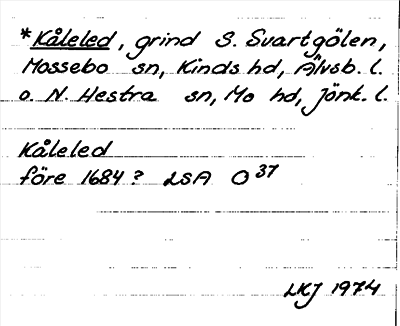 *Kåleled, grind S. Svartgölen,
Mossebo sn, Kinds hd, Älvsb. l.
o. N. Hestra sn, Mo hd, Jönk. l.
Kåleled
före 1684? LSA O 37
LKJ 1974